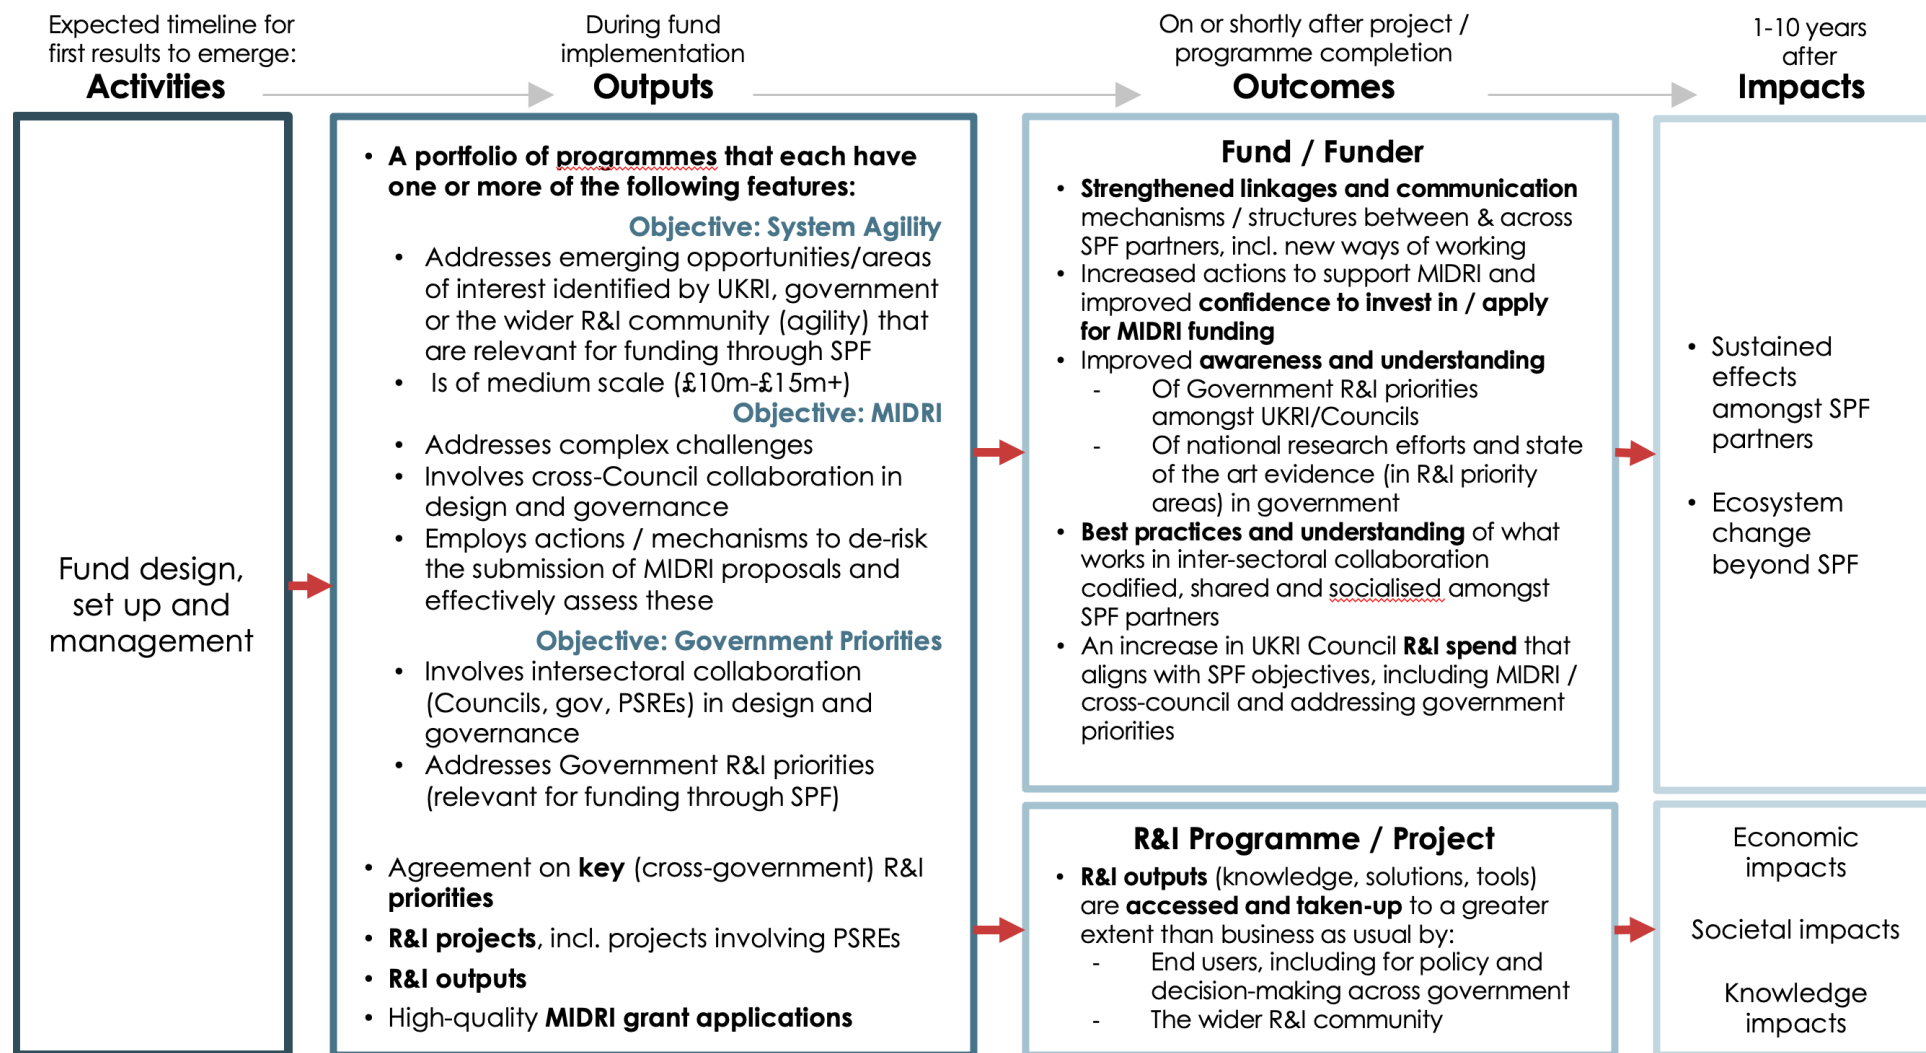 Expected timeline for
first results to emerge:
Activities
During fund
implementation
Outputs
On or shortly after project /
programme completion
Outcomes
1-10 years
after
Impacts
Fund design,
set up and
management
• A portfolio of programmes that each have
one or more of the following features:
Objective: System Agility
• Addresses emerging opportunities/areas
of interest identified by UKRI, government
or the wider R&I community (agility) that
are relevant for funding through SPF
• Is of medium scale (£10m-£15m+)
Objective: MIDRI
• Addresses complex challenges
• Involves cross-Council collaboration in
design and governance
• Employs actions / mechanisms to de-risk
the submission of MIDRI proposals and
effectively assess these
Objective: Government Priorities
• Involves intersectoral collaboration
(Councils, gov, PSREs) in design and
governance
• Addresses Government R&I priorities
(relevant for funding through SPF)
• Agreement on key (cross-government) R&I
priorities
• R&I projects, incl. projects involving PSREs
• R&I outputs
• High-quality MIDRI grant applications
Fund / Funder
• Strengthened linkages and communication
mechanisms / structures between & across
SPF partners, incl. new ways of working
• Increased actions to support MIDRI and
improved confidence to invest in / apply
for MIDRI funding
• Improved awareness and understanding
- Of Government R&I priorities
amongst UKRI/Councils
- Of national research efforts and state
of the art evidence (in R&I priority
areas) in government
• Best practices and understanding of what
works in inter-sectoral collaboration
codified, shared and socialised amongst
SPF partners
• An increase in UKRI Council R&I spend that
aligns with SPF objectives, including MIDRI /
cross-council and addressing government
priorities
R&I Programme / Project
• R&I outputs (knowledge, solutions, tools)
are accessed and taken-up to a greater
extent than business as usual by:
- End users, including for policy and
decision-making across government
- The wider R&I community
• Sustained
effects
amongst SPF
partners
• Ecosystem
change
beyond SPF
Economic
impacts
Societal impacts
Knowledge
impacts